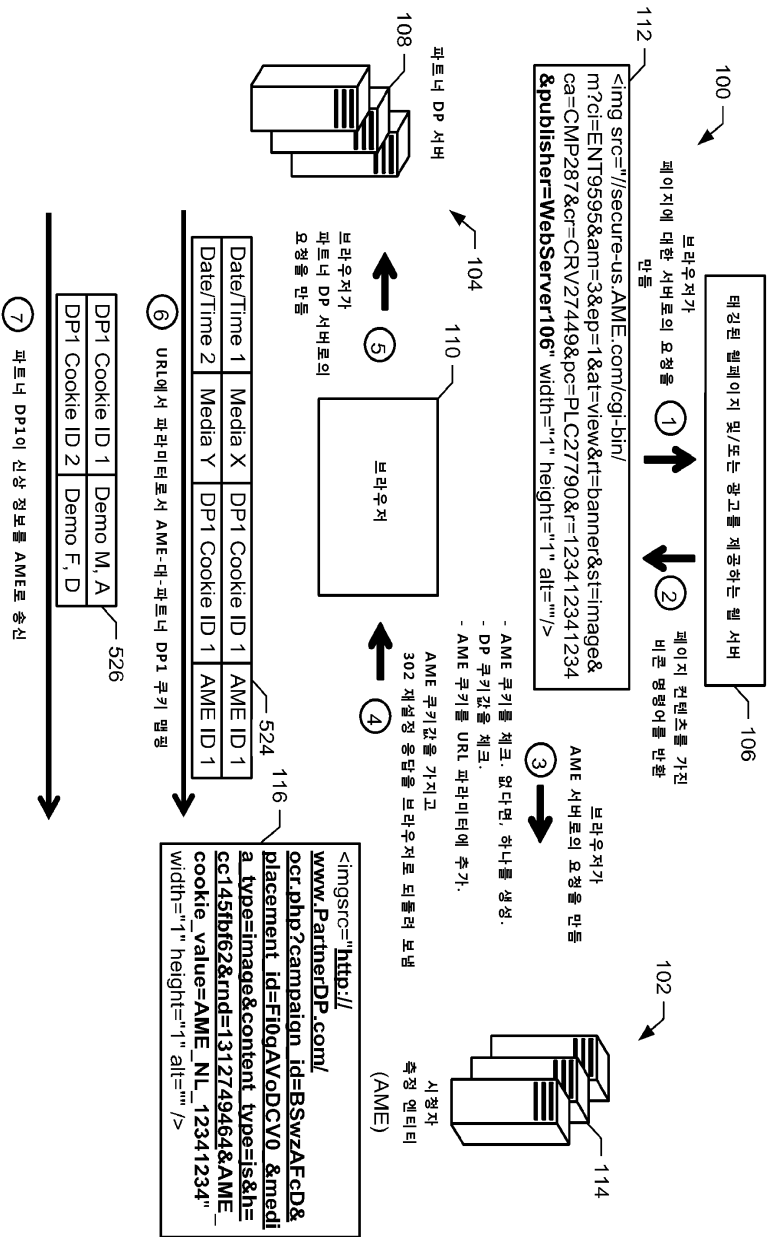 100
태깅된 웹페이지 및/또는 광고를 제공하는 웹 서버
106
브라우저가
페이지에 대한 서버로의 요청을
만듬
1
2
페이지 컨텐츠를 가진
비콘 명령어를 반환
112
<img src="//secure-us.AME.com/cgi-bin/
m?ci=ENT9595&am=3&ep=1&at=view&rt=banner&st=image&
ca=CMP287&cr=CRV27449&pc=PLC27790&r=12341234123 4
&publisher=WebServer106" width="1" height="1" alt=""/>
3
브라우저가
AME 서버로의 요청을 만듬
- AME 쿠키를 체크. 없다면, 하나를 생성.
- DP 쿠키값을 체크.
- AME 쿠키를 URL 파라미터에 추가.
102
114
시청자
측정 엔티티
(AME)
108
파트너 DP 서버
104
110
브라우저
브라우저가
파트너 DP 서버로의
요청을 만듬
5
4
AME 쿠키값을 가지고
302 재설정 응답을 브라우저로 되돌려 보냄
524
Date/Time 1 Media X DP1 Cookie ID 1 AME ID 1
Date/Time 2 Media Y DP1 Cookie ID 1 AME ID 1
6 URL에서 파라미터로서 AME-대-파트너 DP1 쿠키 맵핑
116
<imgsrc="http://
www.PartnerDP.com/
ocr.php?campaign_id=BSwzAFcD&
placement_id=Fi0qAVoDCV0_&medi
a_type=image&content_type=js&h=
cc145fbf62&rnd=1312749464&AME_
cookie_value=AME_NL_12341234"
width="1" height="1" alt="" />
DP1 Cookie ID 1 Demo M, A
DP1 Cookie ID 2 Demo F, D
526
7 파트너 DP1이 신상 정보를 AME로 송신